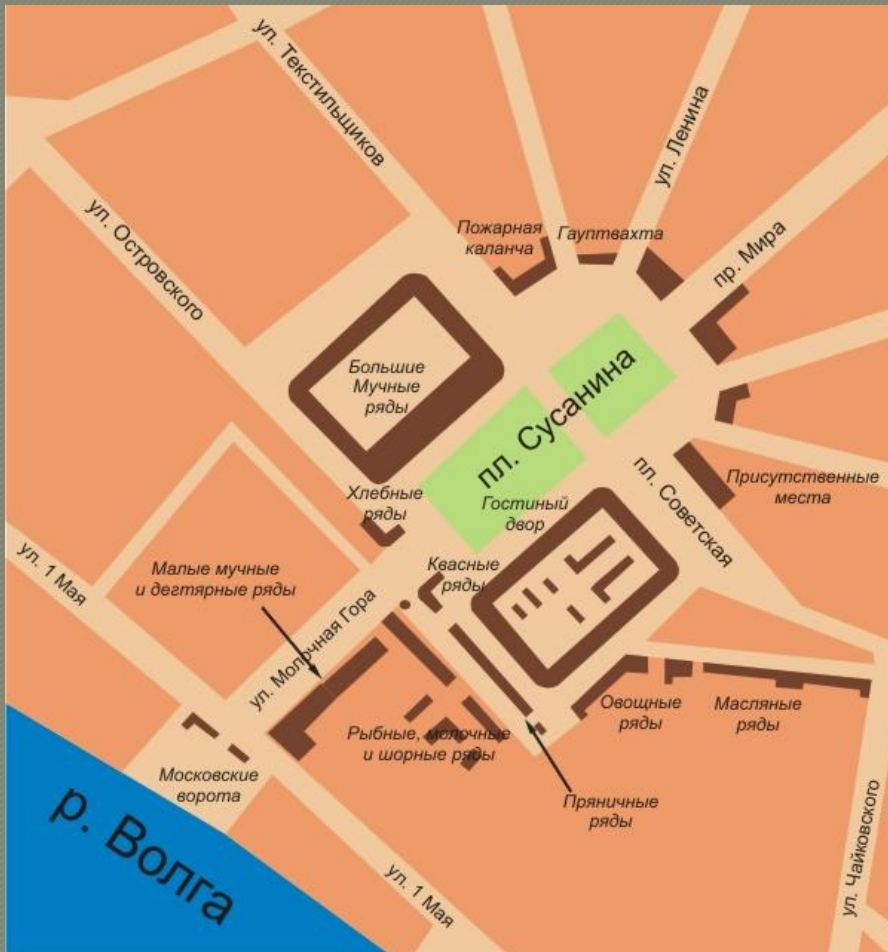 ул. Текстильщиков
ул. Ленина
ул. Островского
Пожарная
каланча
Гауптвахта
пр. Мира
Большие
Мучные
ряды
пл. Сусанина
Хлебные
ряды
Гостиный
двор
пл. Советская
Присутственные
места
ул. 1 Мая
Малые мучные
и дегтярные ряды
Квасные
ряды
ул. Молочная Гора
Овощные
ряды
Масляные
ряды
Рыбные, молочные
и шорные ряды
Московские
ворота
Пряничные
ряды
р. Волга
ул. 1 Мая
ул. Чайковского